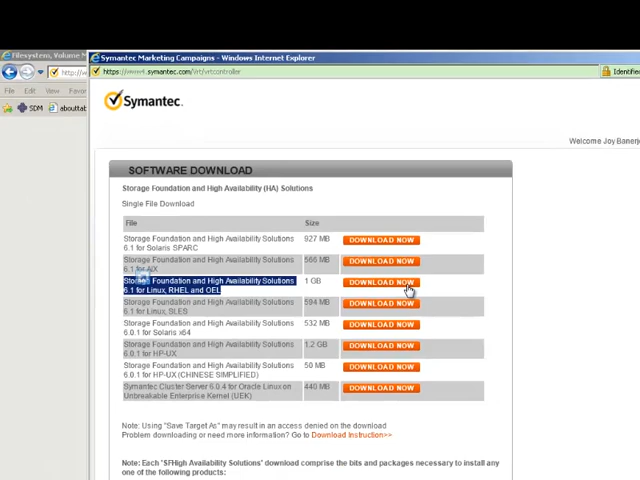 Filesystem, Volume M
Symantec Marketing Campaigns - Windows Internet Explorer
https://www4.symantec.com/Vrt/vrtcontroller
Identified
File Edit View
SDM
abouttab
Symantec.
Welcome Joy Banerj
SOFTWARE DOWNLOAD
Storage Foundation and High Availability (HA) Solutions
Single File Download
File Size
Storage Foundation and High Availability Solutions 927 MB DOWNLOAD NOW
6.1 for Solaris SPARC
Storage Foundation and High Availability Solutions 566 MB DOWNLOAD NOW
6.1 for AIX
Storage Foundation and High Availability Solutions 1 GB DOWNLOAD NOW
6.1 for Linux, RHEL and OEL
Storage Foundation and High Availability Solutions 594 MB DOWNLOAD NOW
6.1 for Linux, SLES
Storage Foundation and High Availability Solutions 532 MB DOWNLOAD NOW
6.0.1 for Solaris x64
Storage Foundation and High Availability Solutions 1.2 GB DOWNLOAD NOW
6.0.1 for HP-UX
Storage Foundation and High Availability Solutions 50 MB DOWNLOAD NOW
6.0.1 for HP-UX (CHINESE SIMPLIFIED)
Symantec Cluster Server 6.0.4 for Oracle Linux on 440 MB DOWNLOAD NOW
Unbreakable Enterprise Kernel (UEK)
Note: Using "Save Target As" may result in an access denied on the download
Problem downloading or need more information? Go to Download Instruction>>
Note: Each 'SFHigh Availability Solutions' download comprise the bits and packages necessary to install any
one of the following products: